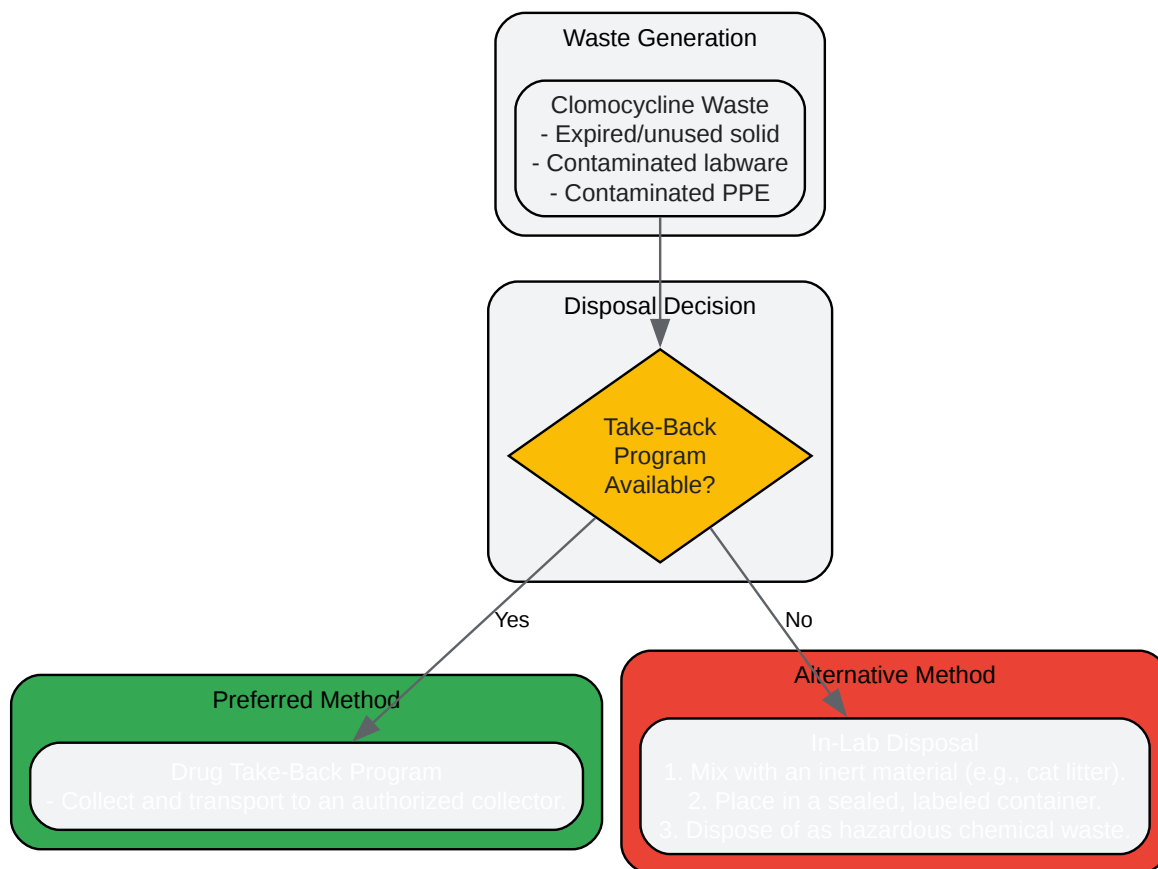 Waste Generation
Clomocycline Waste
- Expired/unused solid
- Contaminated labware
- Contaminated PPE
Disposal Decision
Take-Back
Program
Available?
Yes
No
Preferred Method
Drug Take-Back Program
- Collect and transport to an authorized collector.
Alternative Method
In-Lab Disposal
1. Mix with an inert material (e.g., cat litter).
2. Place in a sealed, labeled container.
3. Dispose of as hazardous chemical waste.